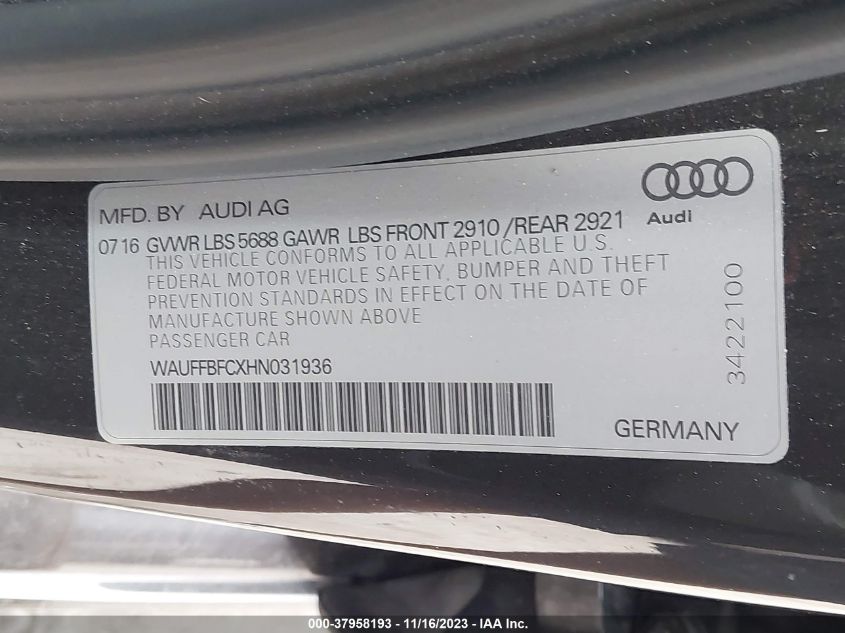 MFD. BY AUDI AG
07 16 GVWR LBS 5688 GAWR LBS FRONT 2910 /REAR 2921
THIS VEHICLE CONFORMS TO ALL APPLICABLE U.S.
FEDERAL MOTOR VEHICLE SAFETY, BUMPER AND THEFT
PREVENTION STANDARDS IN EFFECT ON THE DATE OF
MANUFACTURE SHOWN ABOVE
PASSENGER CAR
WAUFFBFCXHN031936
Audi
3422100
GERMANY
000-37958193 - 11/16/2023 - IAA Inc.